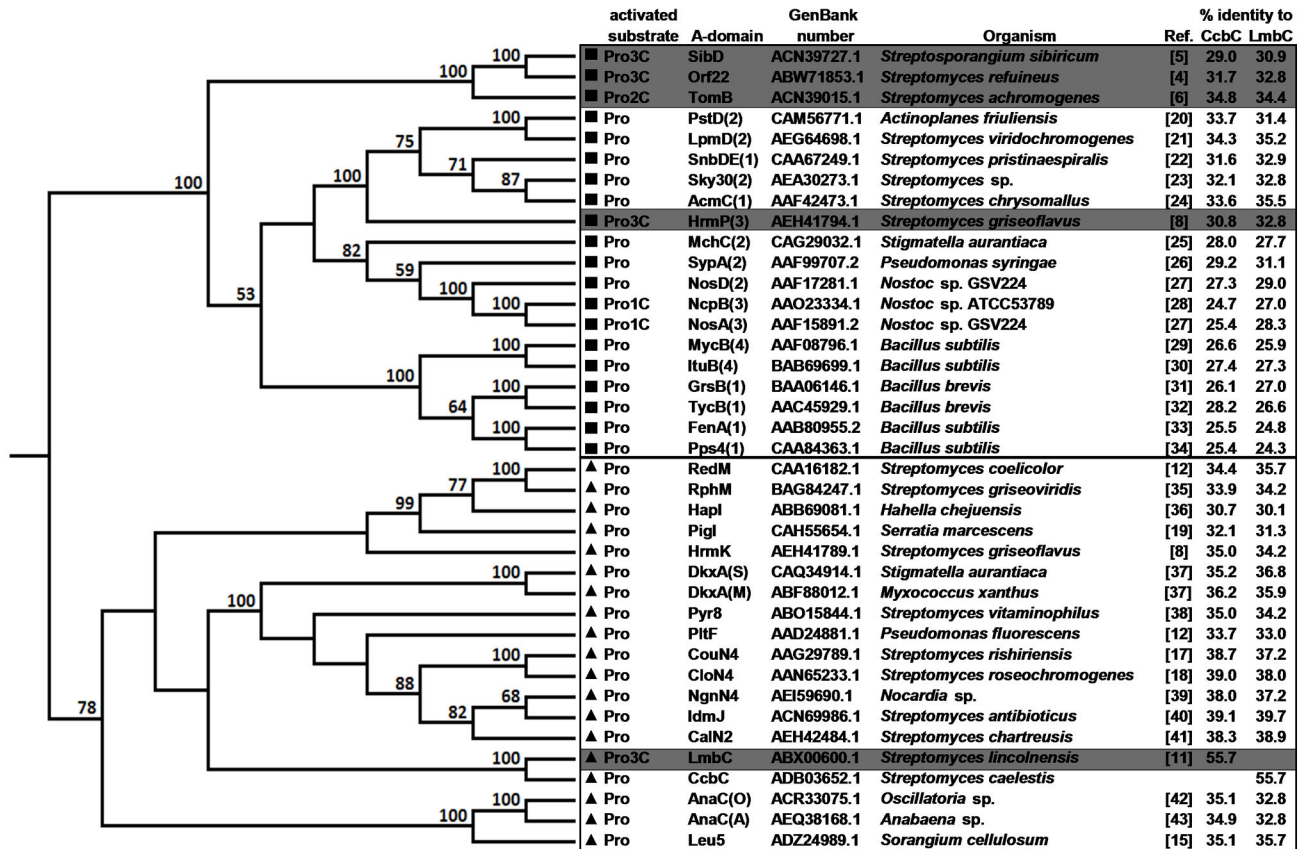 activated GenBank % identity to
substrate A-domain number Organism Ref. CcbC LmbC
100 ■ Pro3C SibD ACN39727.1 Streptosporangium sibiricum [5] 29.0 30.9
100 ■ Pro3C Orf22 ABW71853.1 Streptomyces refuineus [4] 31.7 32.8
■ Pro2C TomB ACN39015.1 Streptomyces achromogenes [6] 34.8 34.4
100 ■ Pro PstD(2) CAM56771.1 Actinoplanes friuliensis [20] 33.7 31.4
75 ■ Pro LpmD(2) AEG64698.1 Streptomyces viridochromogenes [21] 34.3 35.2
71 ■ Pro SnbDE(1) CAA67249.1 Streptomyces pristinaespiralis [22] 31.6 32.9
100 100 87 ■ Pro Sky30(2) AEA30273.1 Streptomyces sp. [23] 32.1 32.8
■ Pro AcmC(1) AAF42473.1 Streptomyces chrysomallus [24] 33.6 35.5
■ Pro3C HrmP(3) AEH41794.1 Streptomyces griseoflavus [8] 30.8 32.8
82 ■ Pro MchC(2) CAG29032.1 Stigmatella aurantiaca [25] 28.0 27.7
59 ■ Pro SypA(2) AAF99707.2 Pseudomonas syringae [26] 29.2 31.1
53 100 ■ Pro NosD(2) AAF17281.1 Nostoc sp. GSV224 [27] 27.3 29.0
100 ■ Pro1C NcpB(3) AAO23334.1 Nostoc sp. ATCC53789 [28] 24.7 27.0
■ Pro1C NosA(3) AAF15891.2 Nostoc sp. GSV224 [27] 25.4 28.3
100 ■ Pro MycB(4) AAF08796.1 Bacillus subtilis [29] 26.6 25.9
100 ■ Pro ItuB(4) BAB69699.1 Bacillus subtilis [30] 27.4 27.3
100 ■ Pro GrsB(1) BAA06146.1 Bacillus brevis [31] 26.1 27.0
64 ■ Pro TycB(1) AAC45929.1 Bacillus brevis [32] 28.2 26.6
100 ■ Pro FenA(1) AAB80955.2 Bacillus subtilis [33] 25.5 24.8
■ Pro Pps4(1) CAA84363.1 Bacillus subtilis [34] 25.4 24.3
100 ▲ Pro RedM CAA16182.1 Streptomyces coelicolor [12] 34.4 35.7
77 ▲ Pro RphM BAG84247.1 Streptomyces griseoviridis [35] 33.9 34.2
99 ▲ Pro HapI ABB69081.1 Hahella chejuensis [36] 30.7 30.1
▲ Pro PigI CAH55654.1 Serratia marcescens [19] 32.1 31.3
▲ Pro HrmK AEH41789.1 Streptomyces griseoflavus [8] 35.0 34.2
100 ▲ Pro DkxA(S) CAQ34914.1 Stigmatella aurantiaca [37] 35.2 36.8
100 ▲ Pro DkxA(M) ABF88012.1 Myxococcus xanthus [37] 36.2 35.9
▲ Pro Pyr8 ABO15844.1 Streptomyces vitaminophilus [38] 35.0 34.2
▲ Pro PltF AAD24881.1 Pseudomonas fluorescens [12] 33.7 33.0
100 ▲ Pro CouN4 AAG29789.1 Streptomyces rishiriensis [17] 38.7 37.2
88 ▲ Pro CloN4 AAN65233.1 Streptomyces roseochromogenes [18] 39.0 38.0
68 ▲ Pro NgnN4 AEI59690.1 Nocardia sp. [39] 38.0 37.2
78 82 ▲ Pro IdmJ ACN69986.1 Streptomyces antibioticus [40] 39.1 39.7
▲ Pro CalN2 AEH42484.1 Streptomyces chartreusis [41] 38.3 38.9
100 ▲ Pro3C LmbC ABX00600.1 Streptomyces lincolnensis [11] 55.7
▲ Pro CcbC ADB03652.1 Streptomyces caelestis 55.7
100 ▲ Pro AnaC(O) ACR33075.1 Oscillatoria sp. [42] 35.1 32.8
100 ▲ Pro AnaC(A) AEQ38168.1 Anabaena sp. [43] 34.9 32.8
▲ Pro Leu5 ADZ24989.1 Sorangium cellulosum [15] 35.1 35.7